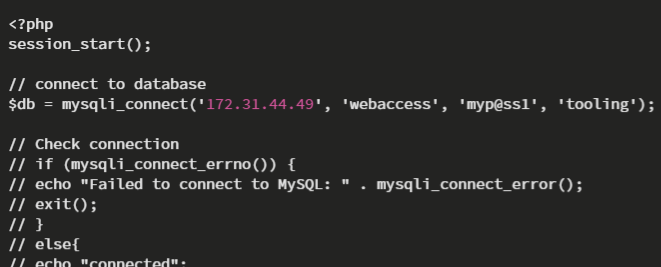 <?php
session_start();
// connect to database
$db = mysqli_connect('172.31.44.49', 'webaccess', 'myp@ss1', 'tooling');
// Check connection
// if (mysqli_connect_errno()) {
// echo "Failed to connect to MySQL: " . mysqli_connect_error();
// exit();
// }
// else{
// echo "connected";